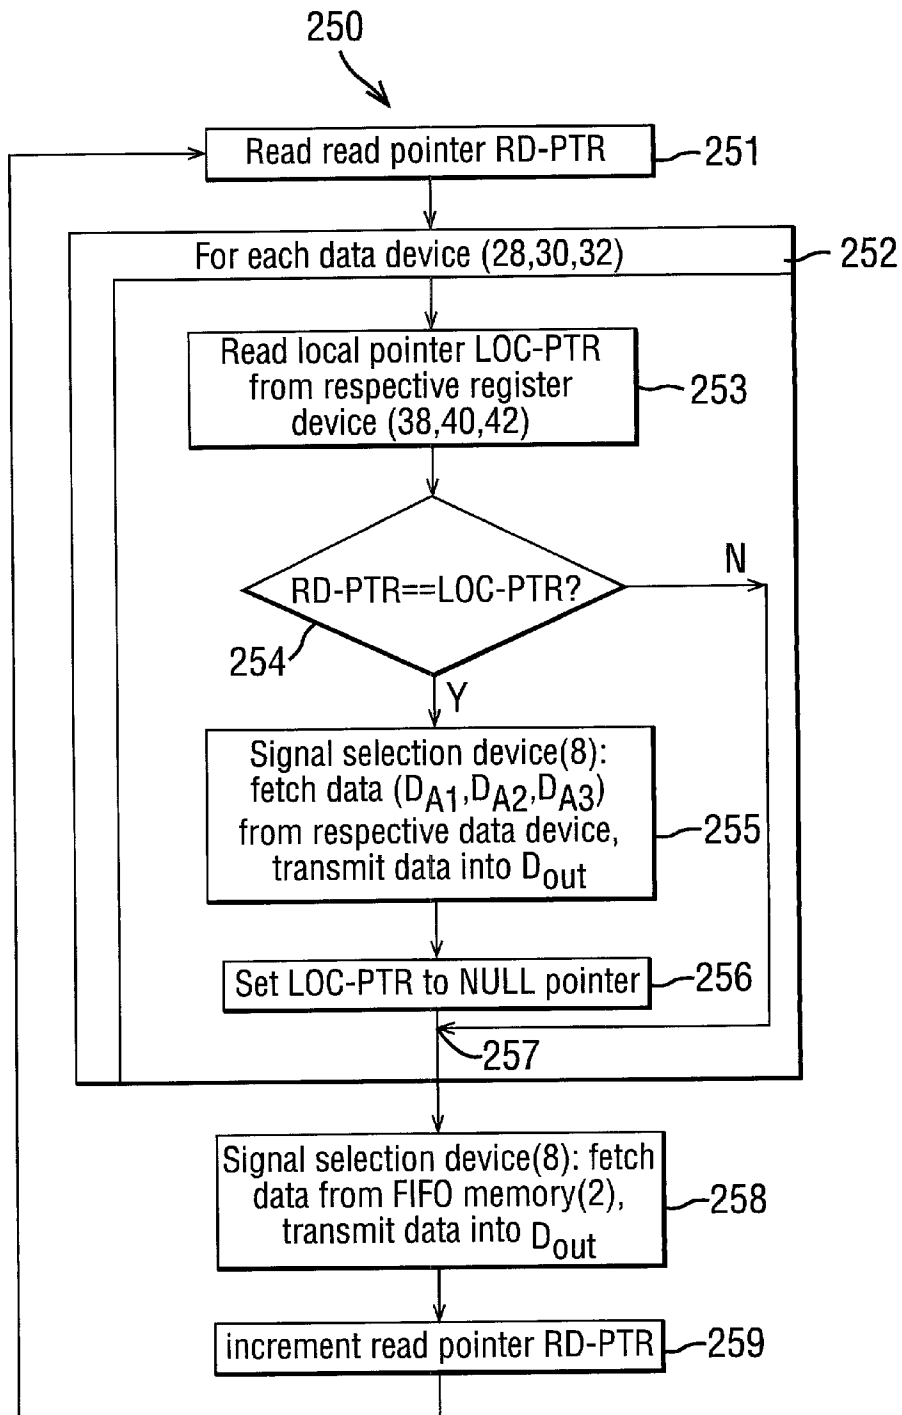 250
Read read pointer RD-PTR
251
For each data device (28,30,32)
252
Read local pointer LOC-PTR
from respective register
device (38,40,42)
253
RD-PTR==LOC-PTR?
N
254
Y
Signal selection device(8):
fetch data (DA1,DA2,DA3)
from respective data device,
transmit data into Dout
255
Set LOC-PTR to NULL pointer
256
257
Signal selection device(8): fetch
data from FIFO memory(2),
transmit data into Dout
258
increment read pointer RD-PTR
259